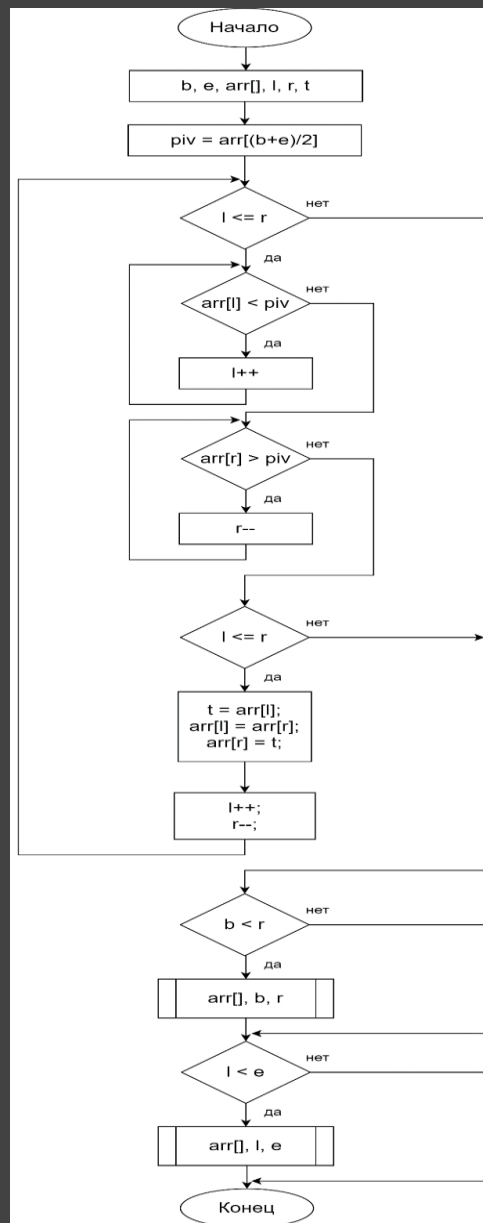 Начало
b, e, arr[], l, r, t
piv = arr[(b+e)/2]
l <= r
нет
да
arr[l] < piv
нет
да
l++
arr[r] > piv
нет
да
r--
l <= r
нет
да
t = arr[l];
arr[l] = arr[r];
arr[r] = t;
l++;
r--;
b < r
нет
да
arr[], b, r
l < e
нет
да
arr[], l, e
Конец